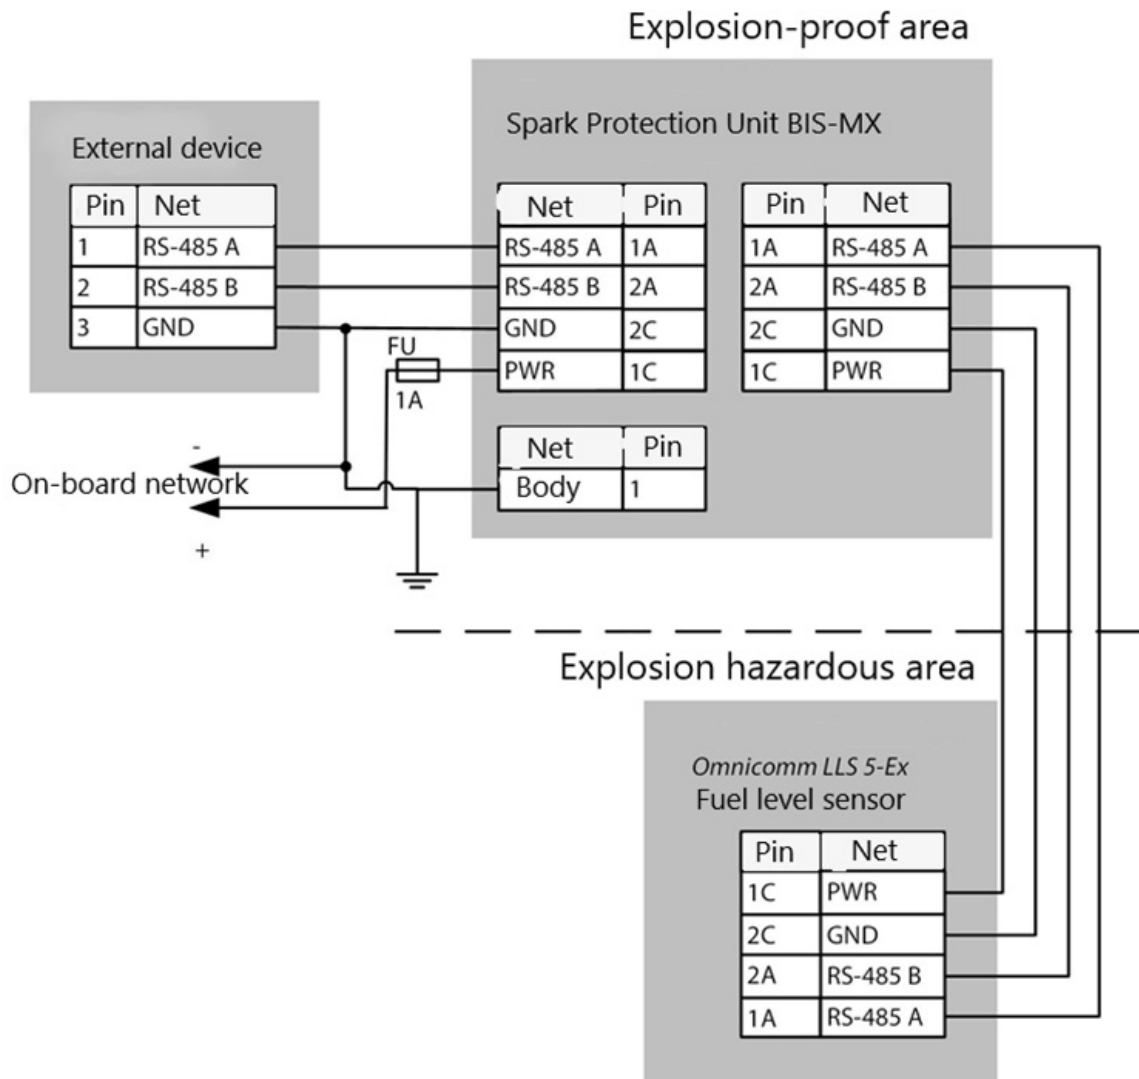 Explosion-proof area
External device
Pin Net
1 RS-485 A
2 RS-485 B
3 GND
Spark Protection Unit BIS-MX
Net Pin
RS-485 A 1A
RS-485 B 2A
GND 2C
PWR 1C
Pin Net
1A RS-485 A
2A RS-485 B
2C GND
1C PWR
FU
1A
Net Pin
Body 1
-
On-board network
+
Explosion hazardous area
Omnicomm LLS 5-Ex
Fuel level sensor
Pin Net
1C PWR
2C GND
2A RS-485 B
1A RS-485 A